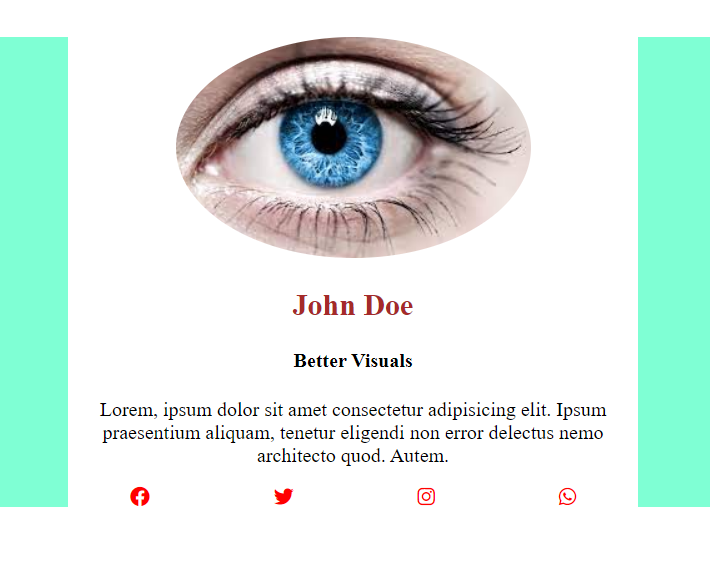 John Doe
Better Visuals
Lorem, ipsum dolor sit amet consectetur adipisicing elit. Ipsum
praesentium aliquam, tenetur eligendi non error delectus nemo
architecto quod. Autem.